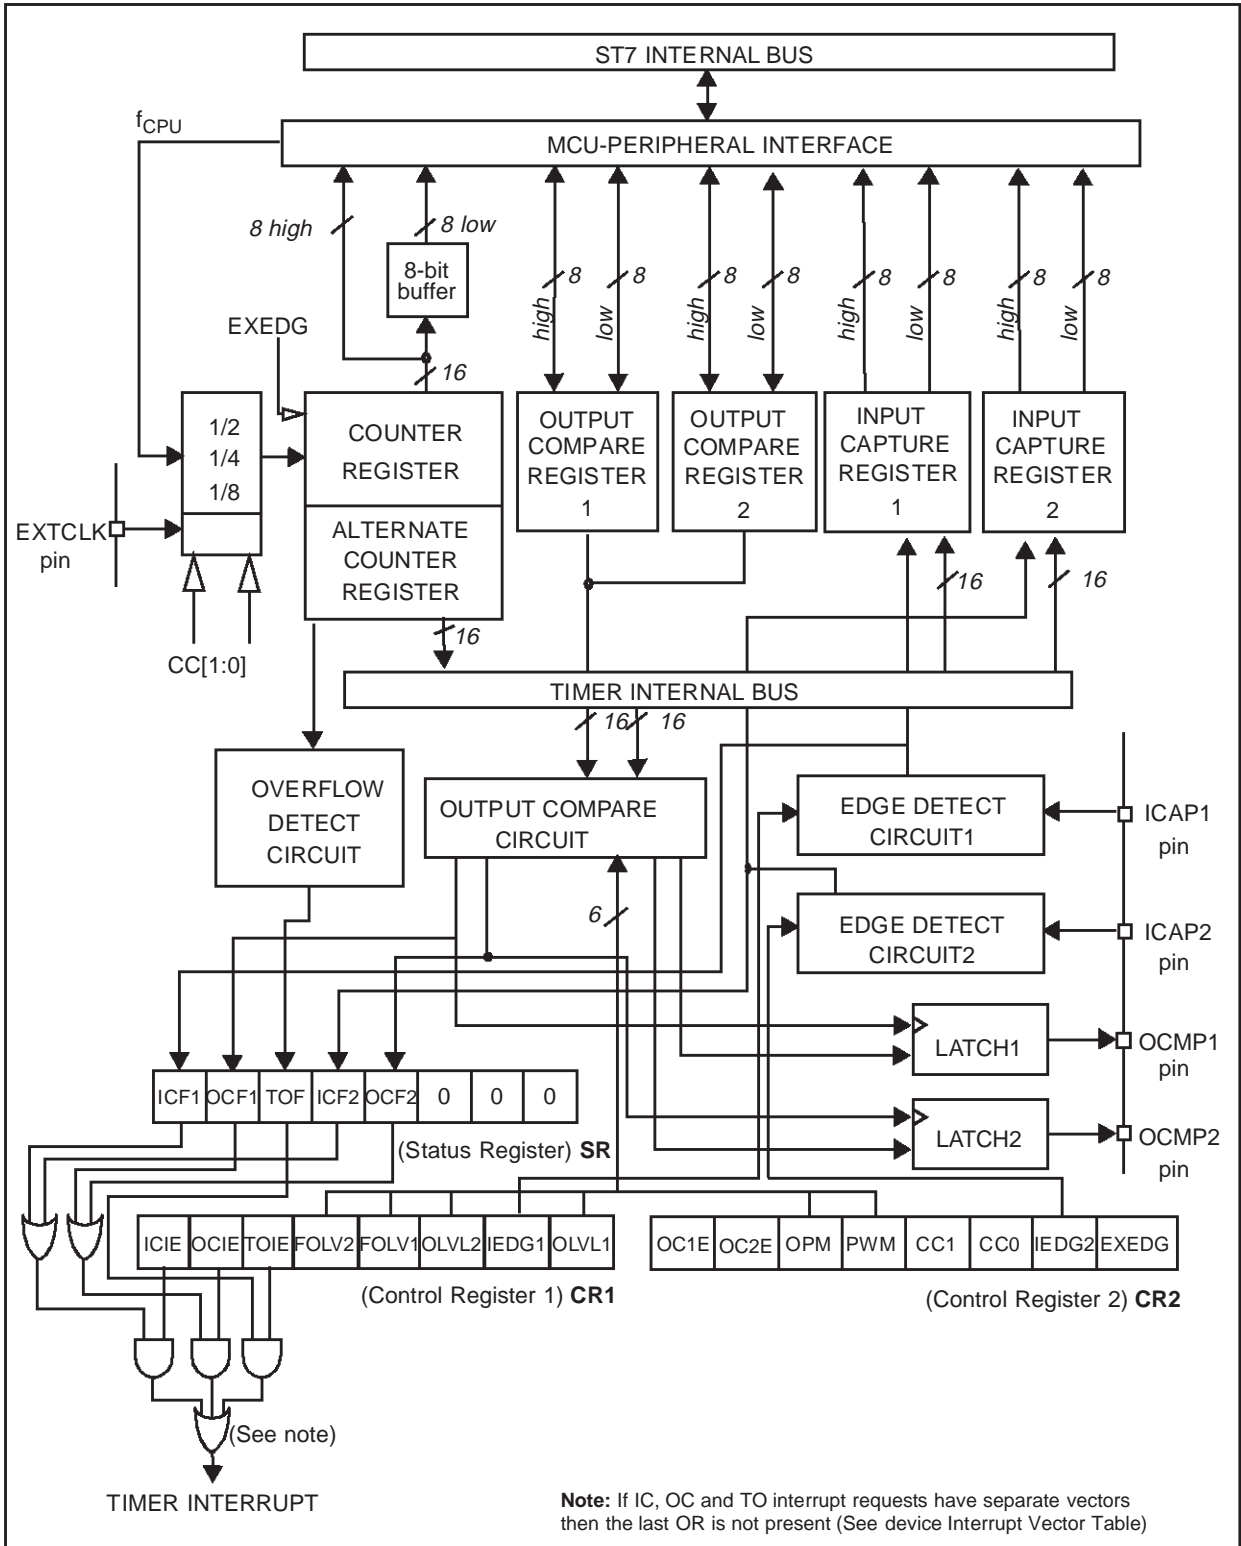 ST7 INTERNAL BUS
fCPU
MCU-PERIPHERAL INTERFACE
8 high
8 low
8-bit
buffer
8
8
8
8
8
8
8
8
high
low
high
low
high
low
high
low
EXEDG
16
1/2
1/4
1/8
COUNTER
REGISTER
OUTPUT
COMPARE
REGISTER
1
OUTPUT
COMPARE
REGISTER
2
INPUT
CAPTURE
REGISTER
1
INPUT
CAPTURE
REGISTER
2
EXTCLK
pin
ALTERNATE
COUNTER
REGISTER
16
16
16
CC[1:0]
TIMER INTERNAL BUS
16
16
OVERFLOW
DETECT
CIRCUIT
OUTPUT COMPARE
CIRCUIT
EDGE DETECT
CIRCUIT1
ICAP1
pin
6
EDGE DETECT
CIRCUIT2
ICAP2
pin
LATCH1
OCMP1
pin
ICF1 OCF1 TOF ICF2 OCF2 0 0 0
(Status Register) SR
LATCH2
OCMP2
pin
ICIE OCIE TOIE FOLV2 FOLV1 OLVL2 IEDG1 OLVL1
(Control Register 1) CR1
OC1E OC2E OPM PWM CC1 CC0 IEDG2 EXEDG
(Control Register 2) CR2
(See note)
TIMER INTERRUPT
Note: If IC, OC and TO interrupt requests have separate vectors
then the last OR is not present (See device Interrupt Vector Table)